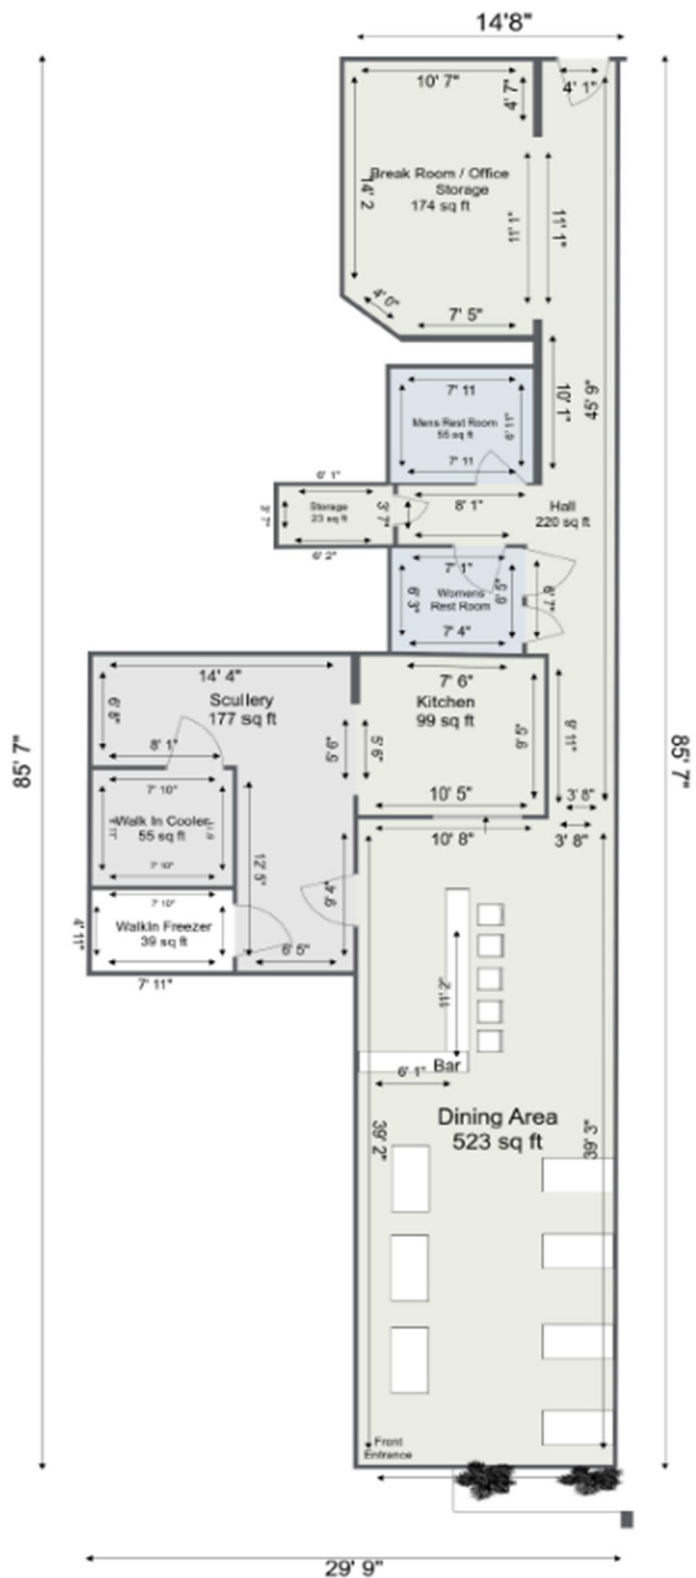 14'8"
10' 7"
4' 7"
4' 1"
Break Room / Office
Storage
174 sq ft
14' 2
11' 1"
11' 1"
4' 0"
7' 5"
10' 1"
45' 9"
7' 11
Mens Rest Room
55 sq ft
6' 11"
7' 11
6' 1"
Storage
23 sq ft
3' 7"
3' 7"
6' 2"
8' 1"
Hall
220 sq ft
7' 1"
Womens
Rest Room
6' 3"
6' 5"
6' 7"
7' 4"
14' 4"
Scullery
177 sq ft
6' 8"
8' 1"
7' 6"
Kitchen
99 sq ft
5' 6"
9' 5"
9' 11"
10' 5"
3' 8"
10' 8"
3' 8"
85' 7"
85' 7"
7' 10"
Walk In Cooler
55 sq ft
7' 10"
12' 5"
9' 4"
7' 10"
WalkIn Freezer
39 sq ft
4' 11"
6' 5"
7' 11"
11' 2"
Bar
6' 1"
Dining Area
523 sq ft
39' 2"
39' 3"
Front
Entrance
29' 9"